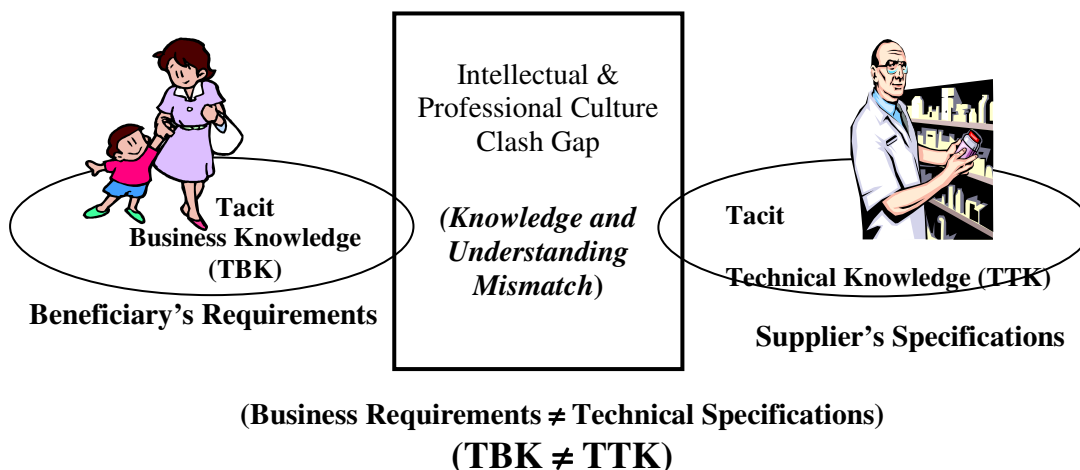 Tacit
Business Knowledge
(TBK)
Beneficiary's Requirements
Intellectual &
Professional Culture
Clash Gap
(Knowledge and
Understanding
Mismatch)
Tacit
Technical Knowledge (TTK)
Supplier's Specifications
(Business Requirements ≠ Technical Specifications)
(TBK ≠ TTK)